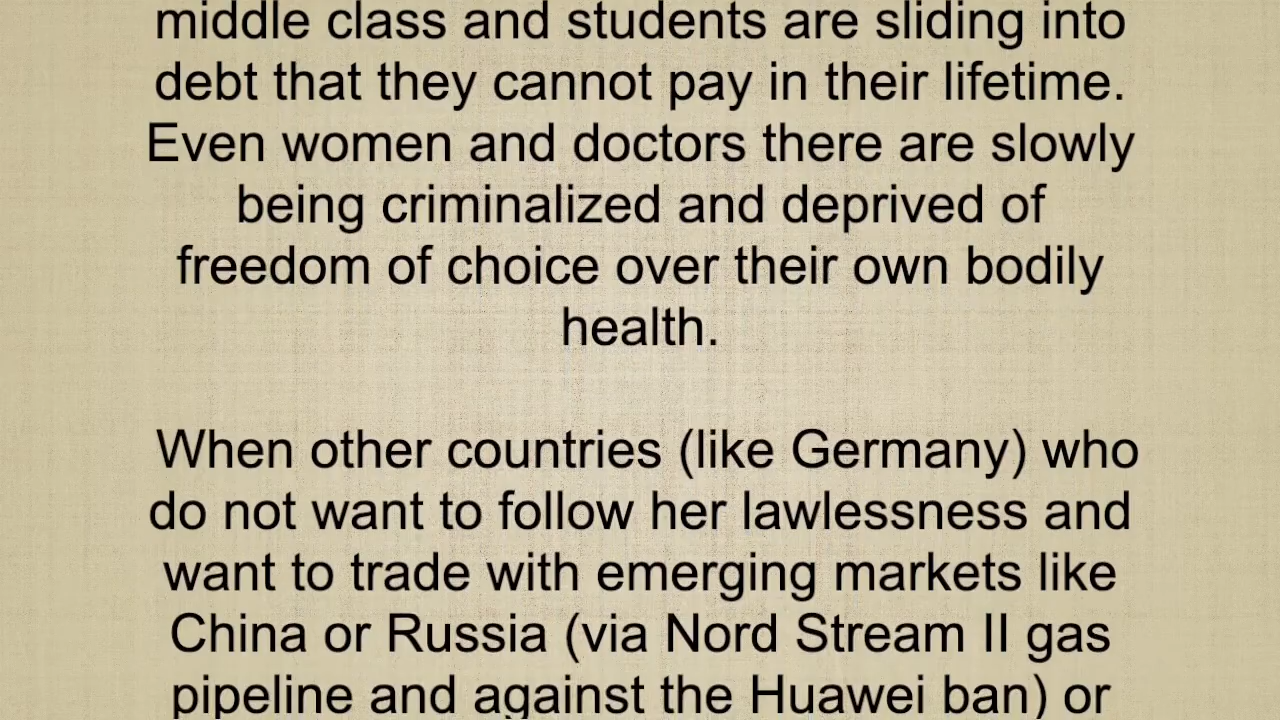 middle class and students are sliding into
debt that they cannot pay in their lifetime.
Even women and doctors there are slowly
being criminalized and deprived of
freedom of choice over their own bodily
health.
When other countries (like Germany) who
do not want to follow her lawlessness and
want to trade with emerging markets like
China or Russia (via Nord Stream II gas
pipeline and against the Huawei ban) or